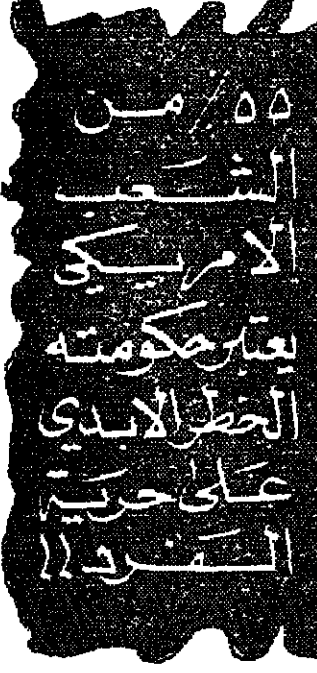 ٥٥٪ من
الشعب
الامريكي
يعتبر حكومته
الخطر الابدي
على حرية
الفرد !!